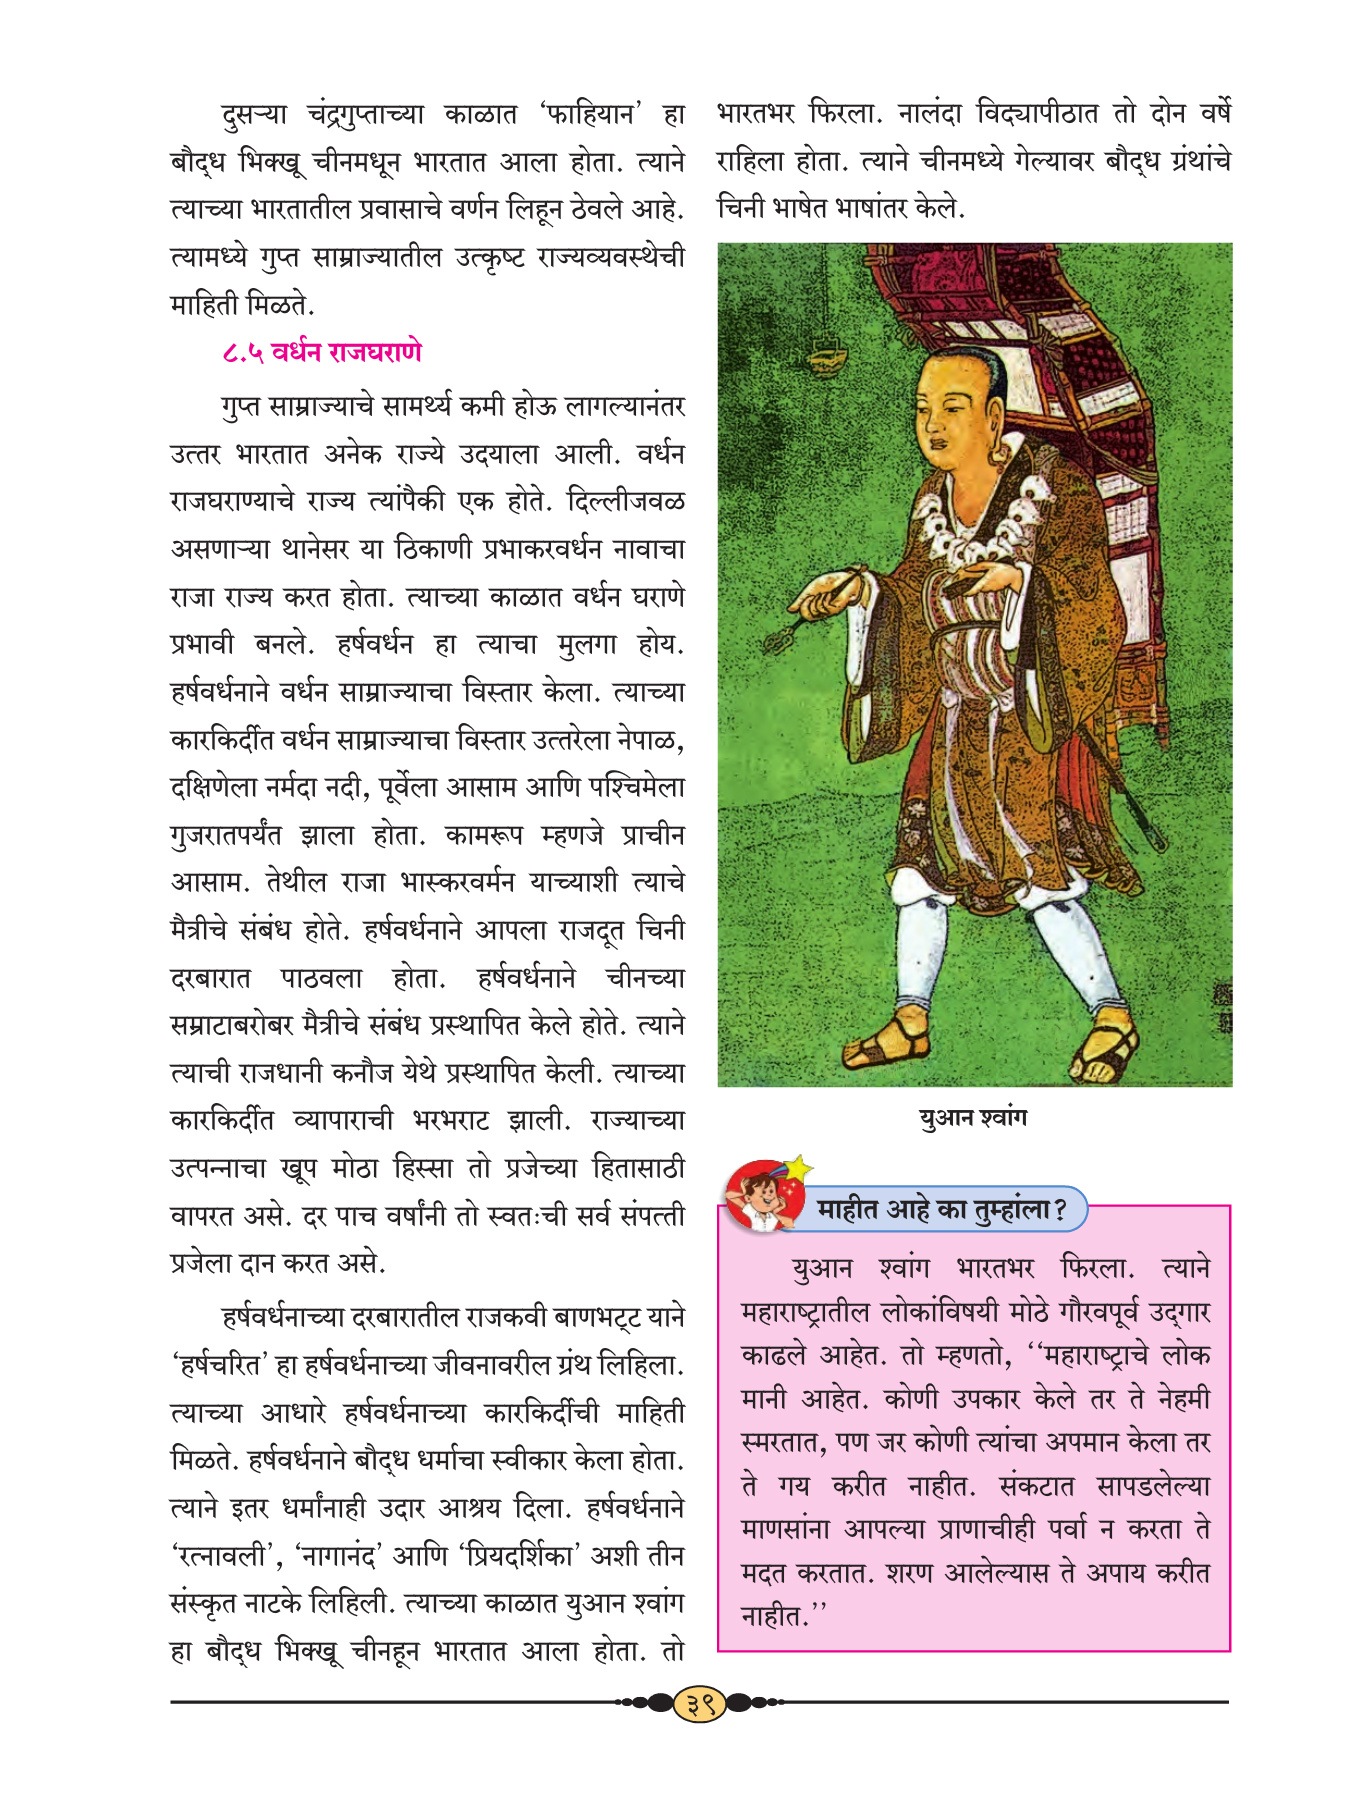 दुसऱ्या चंद्रगुप्ताच्या काळात ‘फाहियान’ हा
बौद्ध भिक्खू चीनमधून भारतात आला होता. त्याने
त्याच्या भारतातील प्रवासाचे वर्णन लिहून ठेवले आहे.
त्यामध्ये गुप्त साम्राज्यातील उत्कृष्ट राज्यव्यवस्थेची
माहिती मिळते.
८.५ वर्धन राजघराणे
गुप्त साम्राज्याचे सामर्थ्य कमी होऊ लागल्यानंतर
उत्तर भारतात अनेक राज्ये उदयाला आली. वर्धन
राजघराण्याचे राज्य त्यांपैकी एक होते. दिल्लीजवळ
असणाऱ्या थानेसर या ठिकाणी प्रभाकरवर्धन नावाचा
राजा राज्य करत होता. त्याच्या काळात वर्धन घराणे
प्रभावी बनले. हर्षवर्धन हा त्याचा मुलगा होय.
हर्षवर्धनाने वर्धन साम्राज्याचा विस्तार केला. त्याच्या
कारकिर्दीत वर्धन साम्राज्याचा विस्तार उत्तरेला नेपाळ,
दक्षिणेला नर्मदा नदी, पूर्वेला आसाम आणि पश्चिमेला
गुजरातपर्यंत झाला होता. कामरूप म्हणजे प्राचीन
आसाम. तेथील राजा भास्करवर्मन याच्याशी त्याचे
मैत्रीचे संबंध होते. हर्षवर्धनाने आपला राजदूत चिनी
दरबारात पाठवला होता. हर्षवर्धनाने चीनच्या
सम्राटाबरोबर मैत्रीचे संबंध प्रस्थापित केले होते. त्याने
त्याची राजधानी कनौज येथे प्रस्थापित केली. त्याच्या
कारकिर्दीत व्यापाराची भरभराट झाली. राज्याच्या
उत्पन्नाचा खूप मोठा हिस्सा तो प्रजेच्या हितासाठी
वापरत असे. दर पाच वर्षांनी तो स्वतःची सर्व संपत्ती
प्रजेला दान करत असे.
हर्षवर्धनाच्या दरबारातील राजकवी बाणभट्ट याने
‘हर्षचरित’ हा हर्षवर्धनाच्या जीवनावरील ग्रंथ लिहिला.
त्याच्या आधारे हर्षवर्धनाच्या कारकिर्दीची माहिती
मिळते. हर्षवर्धनाने बौद्ध धर्माचा स्वीकार केला होता.
त्याने इतर धर्मांनाही उदार आश्रय दिला. हर्षवर्धनाने
‘रत्नावली’, ‘नागानंद’ आणि ‘प्रियदर्शिका’ अशी तीन
संस्कृत नाटके लिहिली. त्याच्या काळात युआन श्वांग
हा बौद्ध भिक्खू चीनहून भारतात आला होता. तो
भारतभर फिरला. नालंदा विद्यापीठात तो दोन वर्षे
राहिला होता. त्याने चीनमध्ये गेल्यावर बौद्ध ग्रंथांचे
चिनी भाषेत भाषांतर केले.
युआन श्वांग
माहीत आहे का तुम्हांला?
युआन श्वांग भारतभर फिरला. त्याने
महाराष्ट्रातील लोकांविषयी मोठे गौरवपूर्व उद्‌गार
काढले आहेत. तो म्हणतो, ‘‘महाराष्ट्राचे लोक
मानी आहेत. कोणी उपकार केले तर ते नेहमी
स्मरतात, पण जर कोणी त्यांचा अपमान केला तर
ते गय करीत नाहीत. संकटात सापडलेल्या
माणसांना आपल्या प्राणाचीही पर्वा न करता ते
मदत करतात. शरण आलेल्यास ते अपाय करीत
नाहीत.’’
३९